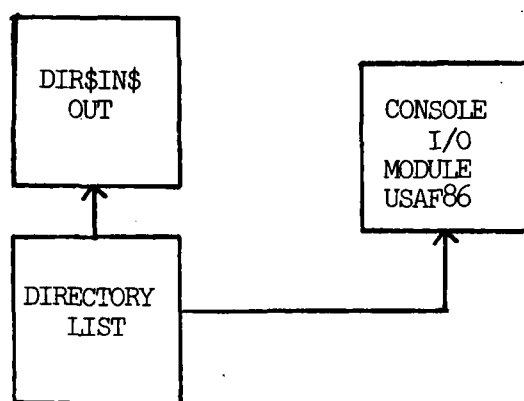 DIR$IN$
OUT
CONSOLE
I/O
MODULE
USAF86
DIRECTORY
LIST